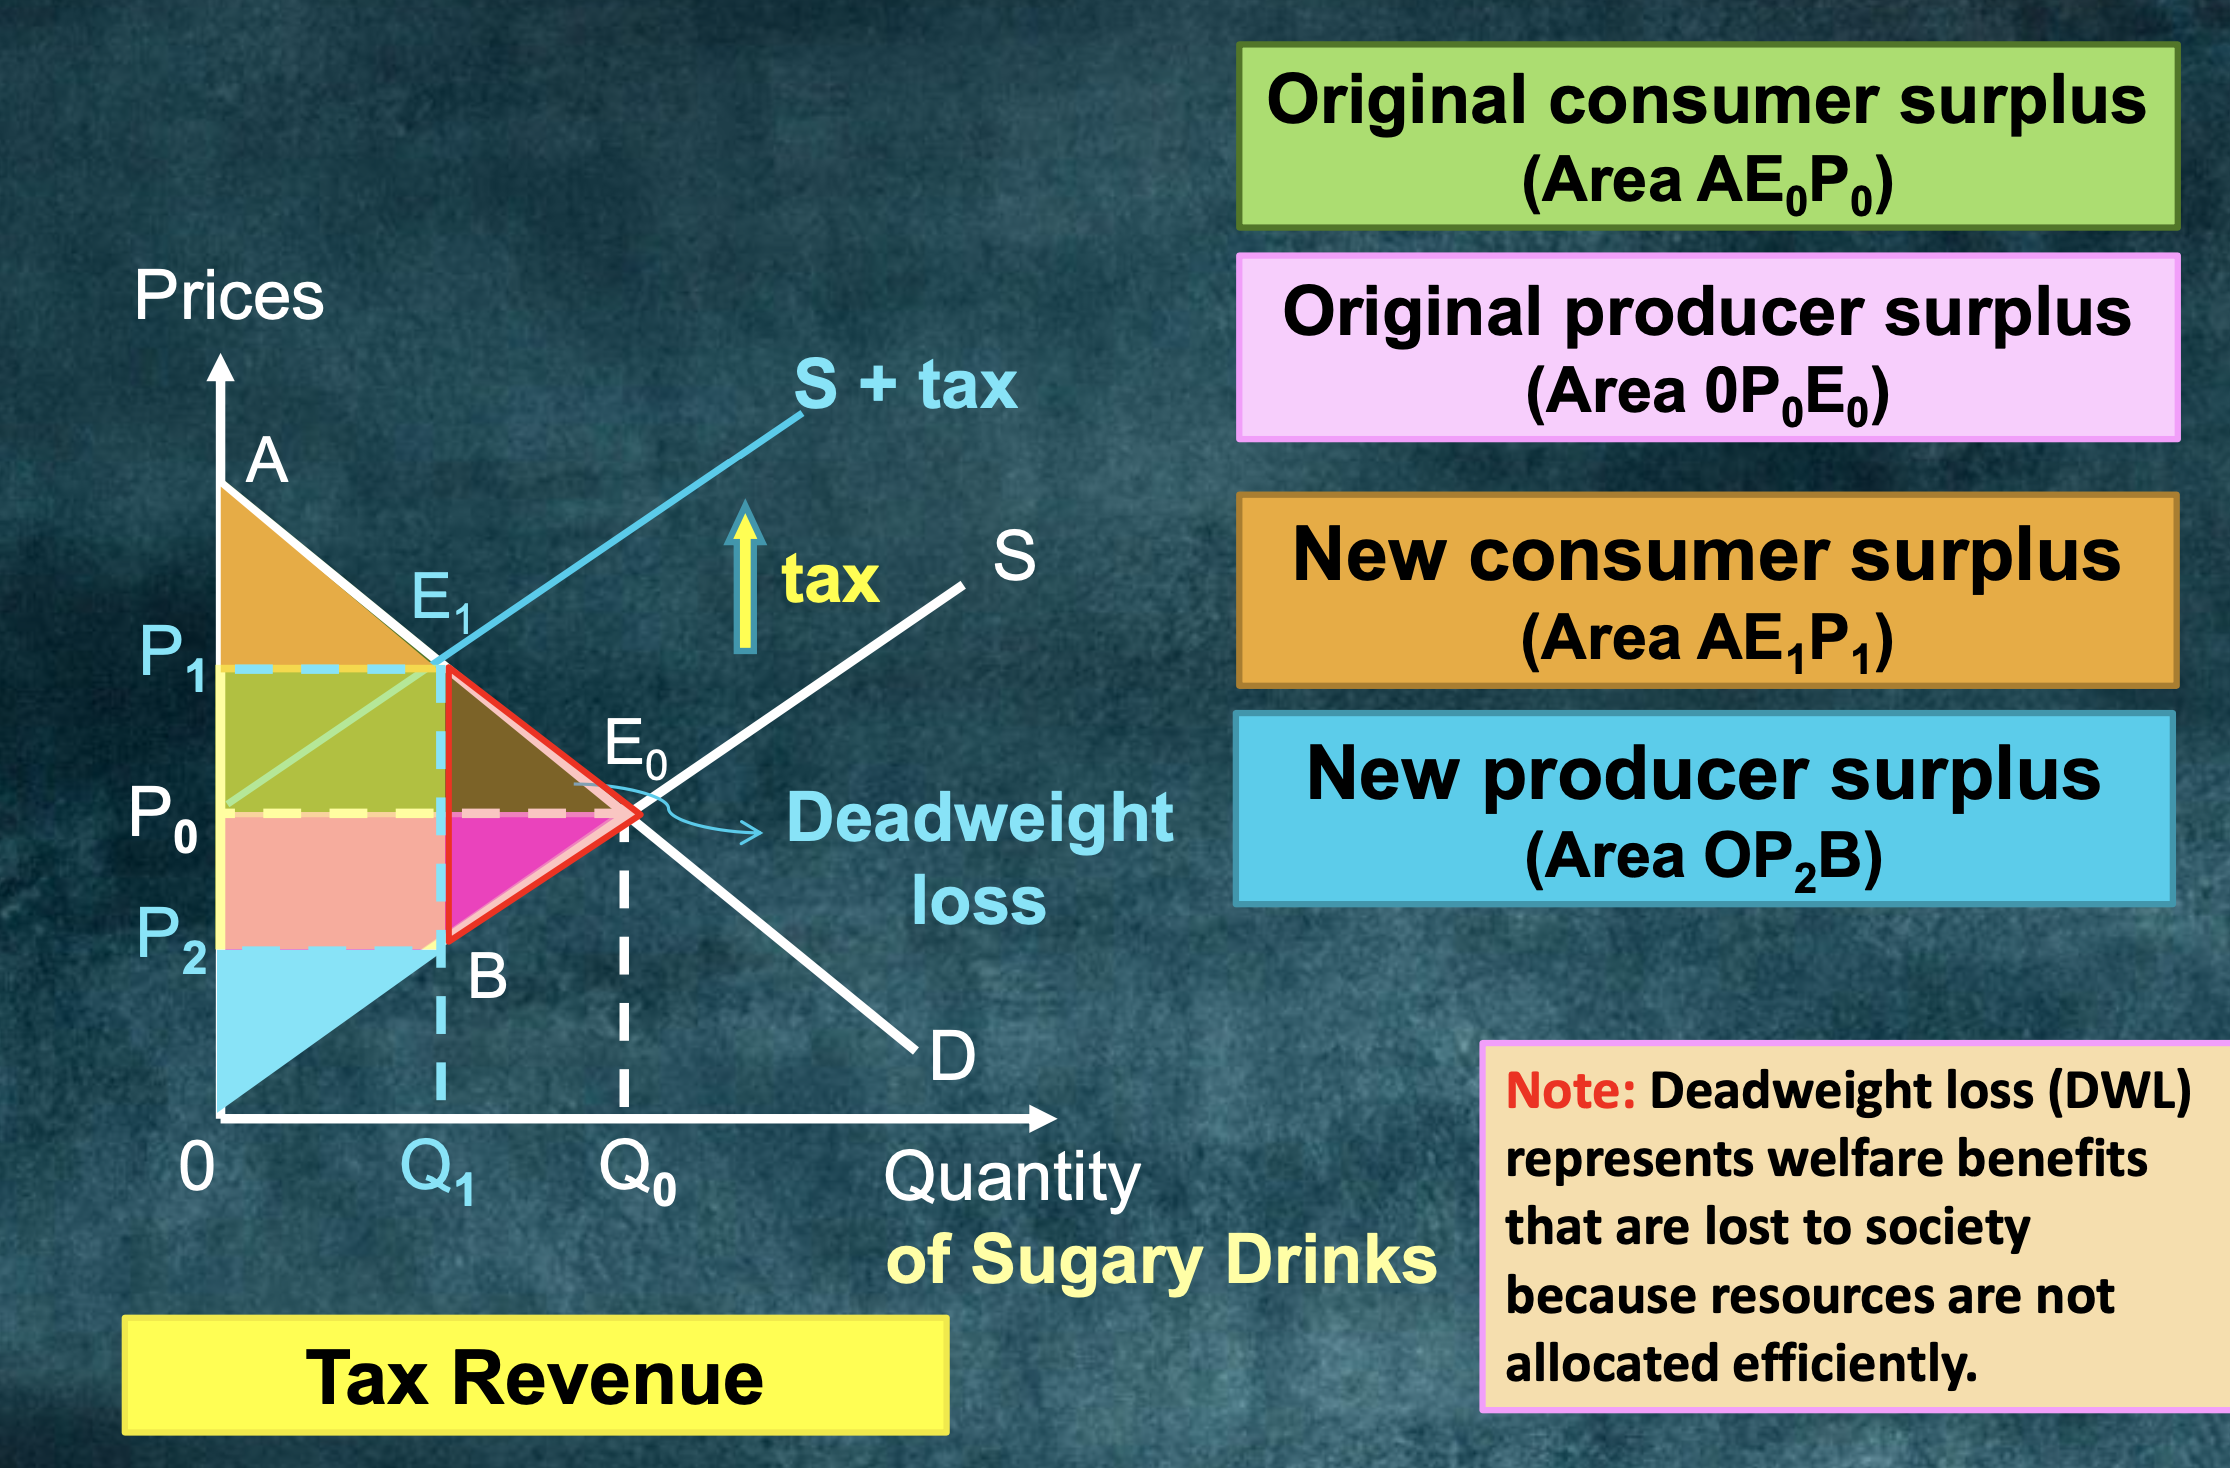 Original consumer surplus
(Area AE₀P₀)
Original producer surplus
(Area 0P₀E₀)
New consumer surplus
(Area AE₁P₁)
New producer surplus
(Area OP₂B)
Prices
S + tax
A
S
tax
E₁
P₁
E₀
P₀
Deadweight
loss
P₂
B
D
0
Q₁
Q₀
Quantity
of Sugary Drinks
Tax Revenue
Note: Deadweight loss (DWL)
represents welfare benefits
that are lost to society
because resources are not
allocated efficiently.